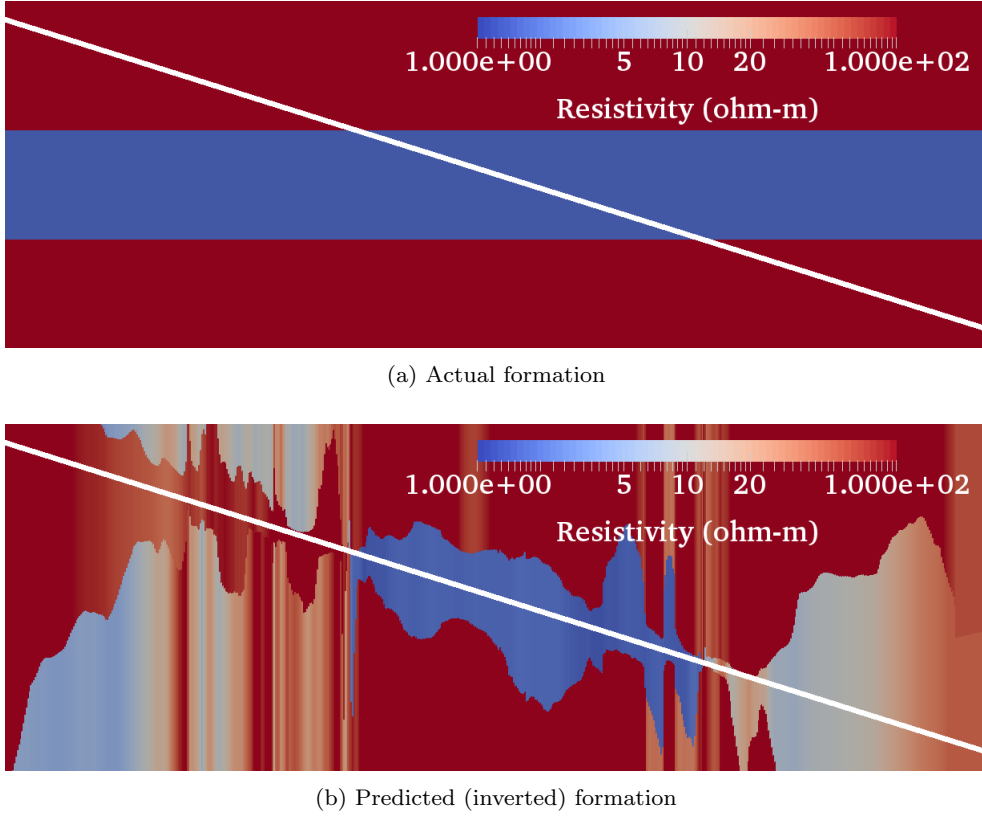 1.000e+00 5 10 20 1.000e+02
Resistivity (ohm-m)
(a) Actual formation
1.000e+00 5 10 20 1.000e+02
Resistivity (ohm-m)
(b) Predicted (inverted) formation